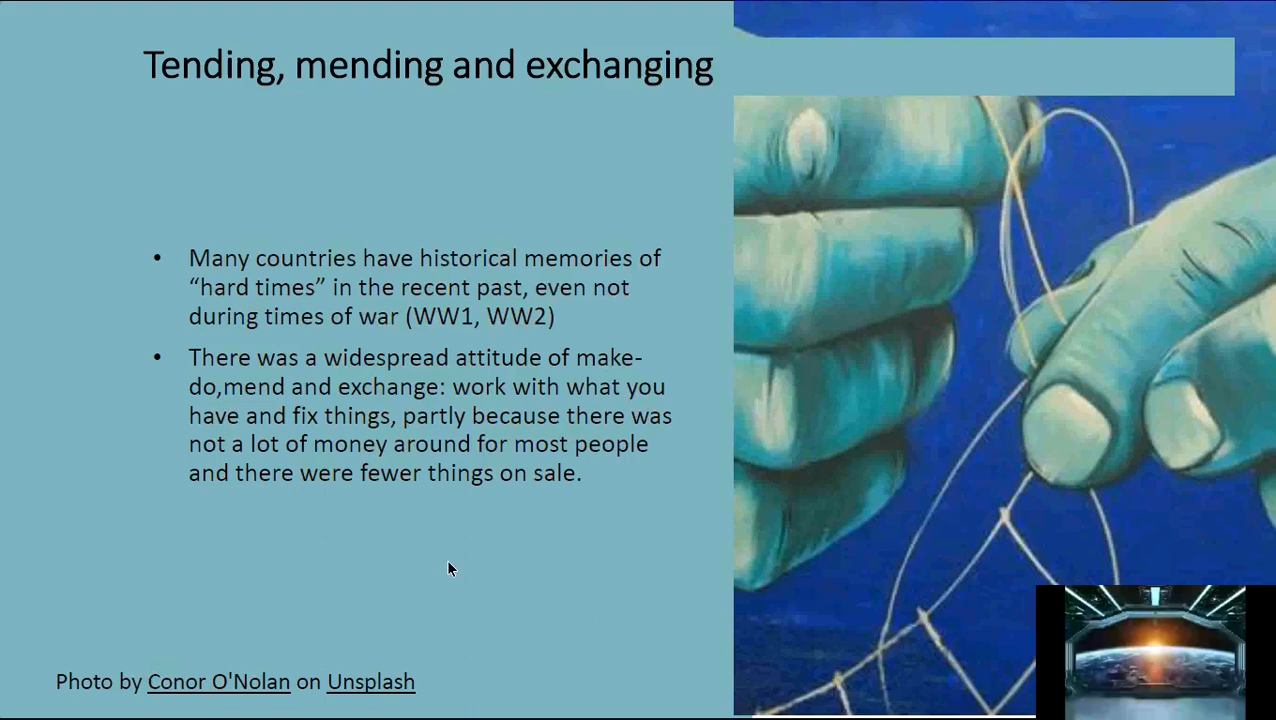 Tending, mending and exchanging
• Many countries have historical memories of
“hard times” in the recent past, even not
during times of war (WW1, WW2)
• There was a widespread attitude of make-
do,mend and exchange: work with what you
have and fix things, partly because there was
not a lot of money around for most people
and there were fewer things on sale.
Photo by Conor O'Nolan on Unsplash